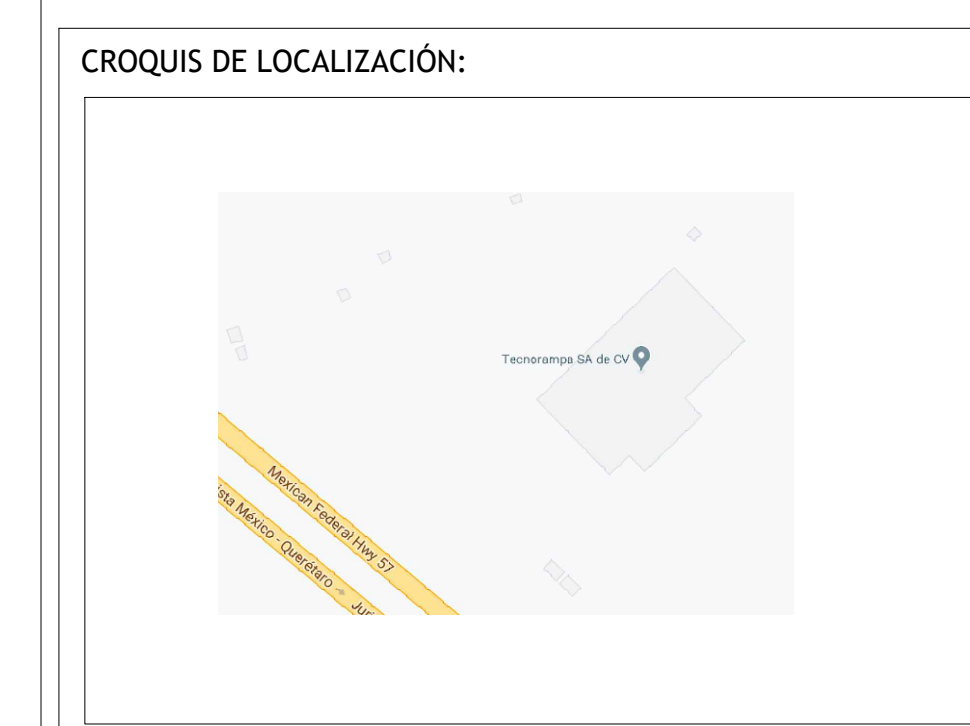 CROQUIS DE LOCALIZACIÓN:
Tecnorampa SA de CV
Mexican Federal Hwy 57
ista México - Querétaro